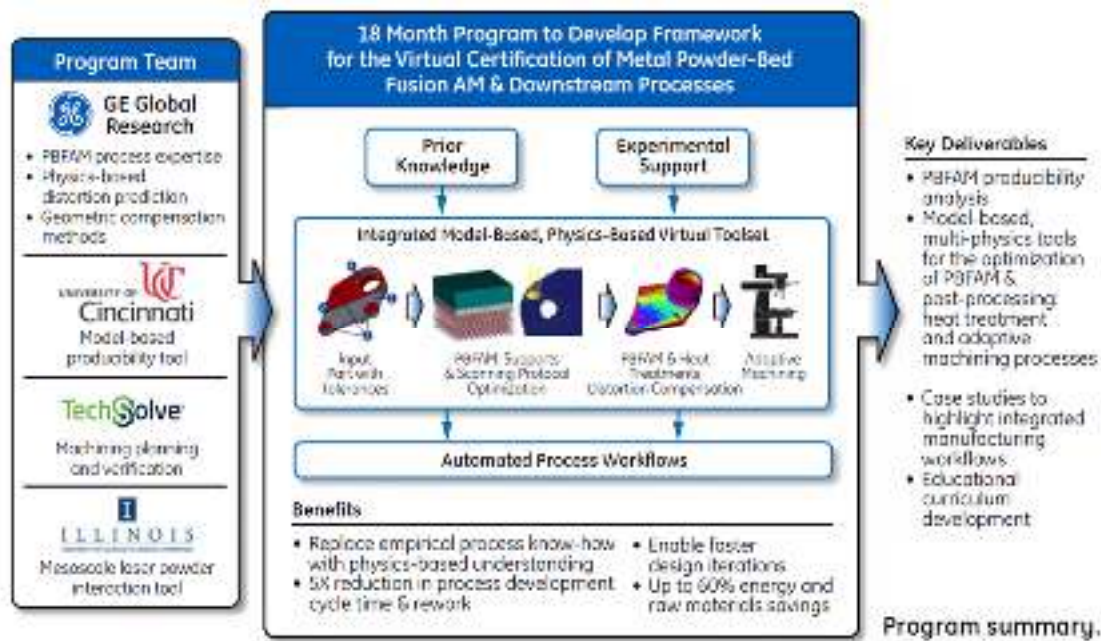 Program Team
GE Global
Research
• PBFAM process expertise
• Physics-based
distortion prediction
• Geometric compensation
methods
UNIVERSITY OF
Cincinnati
Model-based
producibility tool
TechSolve
Machining planning
and verification
I
ILLINOIS
Mesoscale laser powder
interaction tool
18 Month Program to Develop Framework
for the Virtual Certification of Metal Powder-Bed
Fusion AM & Downstream Processes
Prior
Knowledge
Experimental
Support
Integrated Model-Based, Physics-Based Virtual Toolset
Input
Part with
Tolerances
PBFAM: Supports
& Scanning Protocol
Optimization
PBFAM & Heat
Treatments
Distortion Compensation
Adaptive
Machining
Automated Process Workflows
Benefits
• Replace empirical process know-how
with physics-based understanding
• 5X reduction in process development
cycle time & rework
• Enable faster
design iterations
• Up to 60% energy and
raw materials savings
Key Deliverables
• PBFAM producibility
analysis
• Model-based,
multi-physics tools
for the optimization
of PBFAM &
post-processing:
heat treatment
and adaptive
machining processes
• Case studies to
highlight integrated
manufacturing
workflows
• Educational
curriculum
development
Program summary.